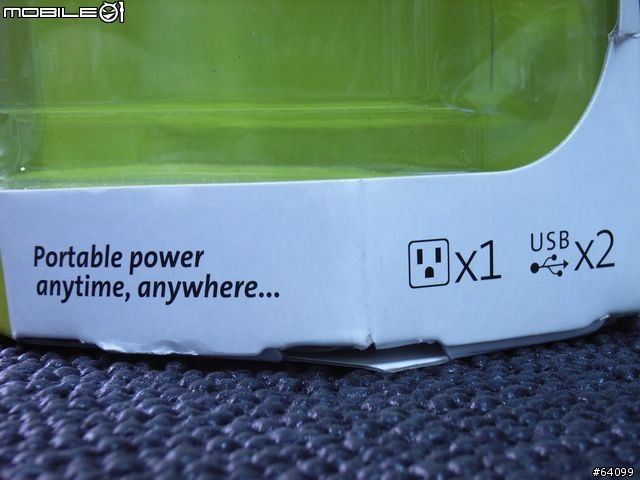 MOBILE01
Portable power
anytime, anywhere...
x1
USB
x2
#64099